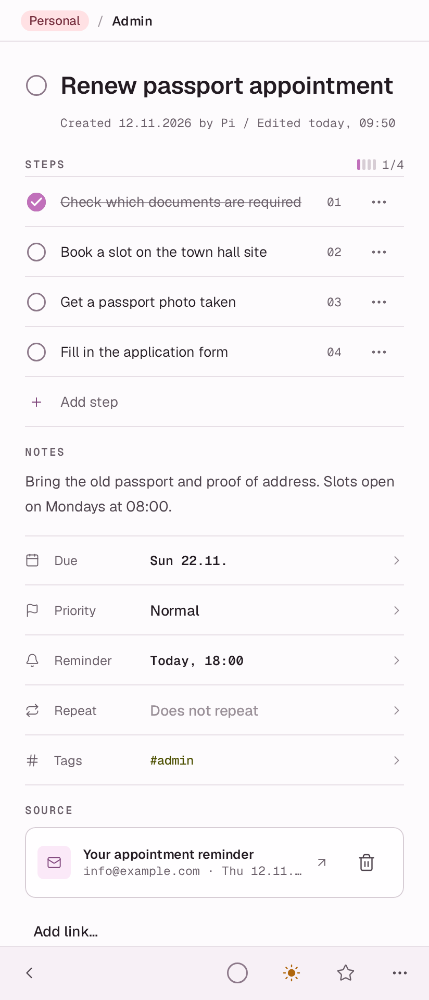 Personal / Admin
Renew passport appointment
Created 12.11.2026 by Pi / Edited today, 09:50
STEPS 1/4
Check which documents are required 01
Book a slot on the town hall site 02
Get a passport photo taken 03
Fill in the application form 04
Add step
NOTES
Bring the old passport and proof of address. Slots open
on Mondays at 08:00.
Due Sun 22.11.
Priority Normal
Reminder Today, 18:00
Repeat Does not repeat
Tags #admin
SOURCE
Your appointment reminder
info@example.com · Thu 12.11.…
Add link…